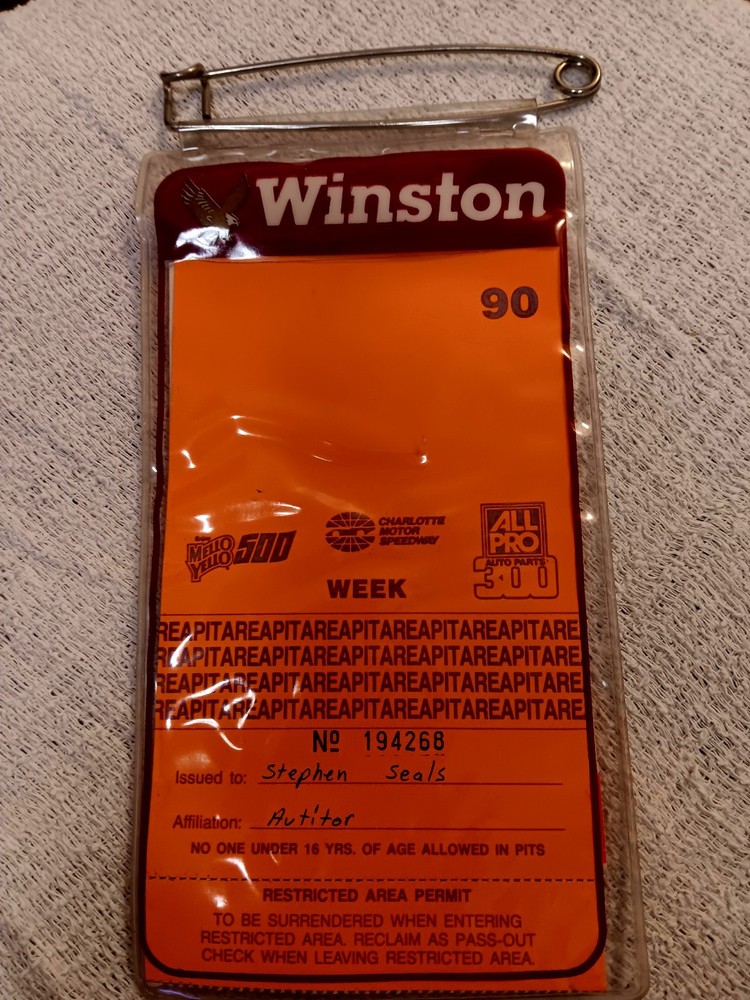 Winston
90
Enjoy
MELLO YELLO 500
CHARLOTTE MOTOR SPEEDWAY
ALL PRO
AUTO PARTS
300
WEEK
REAPITAREAPITAREAPITAREAPITAREAPITARE
REAPITAREAPITAREAPITAREAPITAREAPITARE
REAPITAREAPITAREAPITAREAPITAREAPITARE
REAPITAREAPITAREAPITAREAPITAREAPITARE
Nº 194268
Issued to: Stephen Seals
Affiliation: Autitor
NO ONE UNDER 16 YRS. OF AGE ALLOWED IN PITS
RESTRICTED AREA PERMIT
TO BE SURRENDERED WHEN ENTERING
RESTRICTED AREA. RECLAIM AS PASS-OUT
CHECK WHEN LEAVING RESTRICTED AREA.